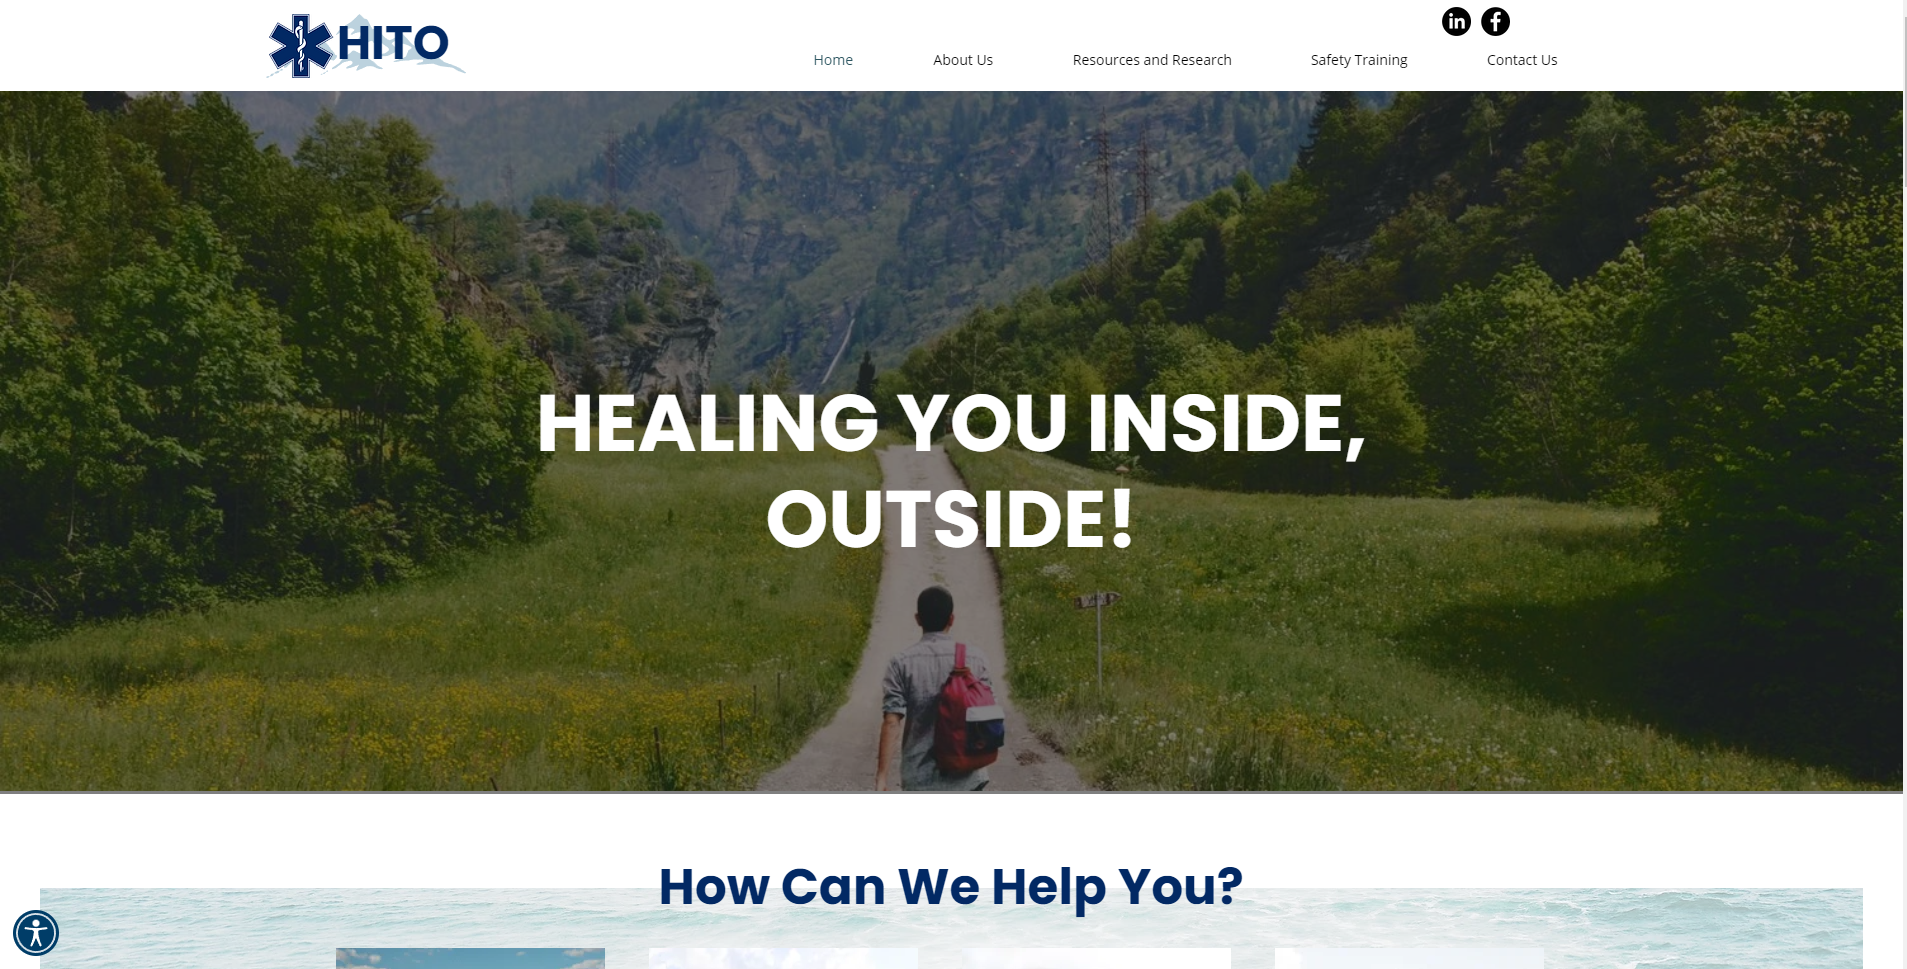 HITO
Home
About Us
Resources and Research
Safety Training
Contact Us
HEALING YOU INSIDE,
OUTSIDE!
How Can We Help You?